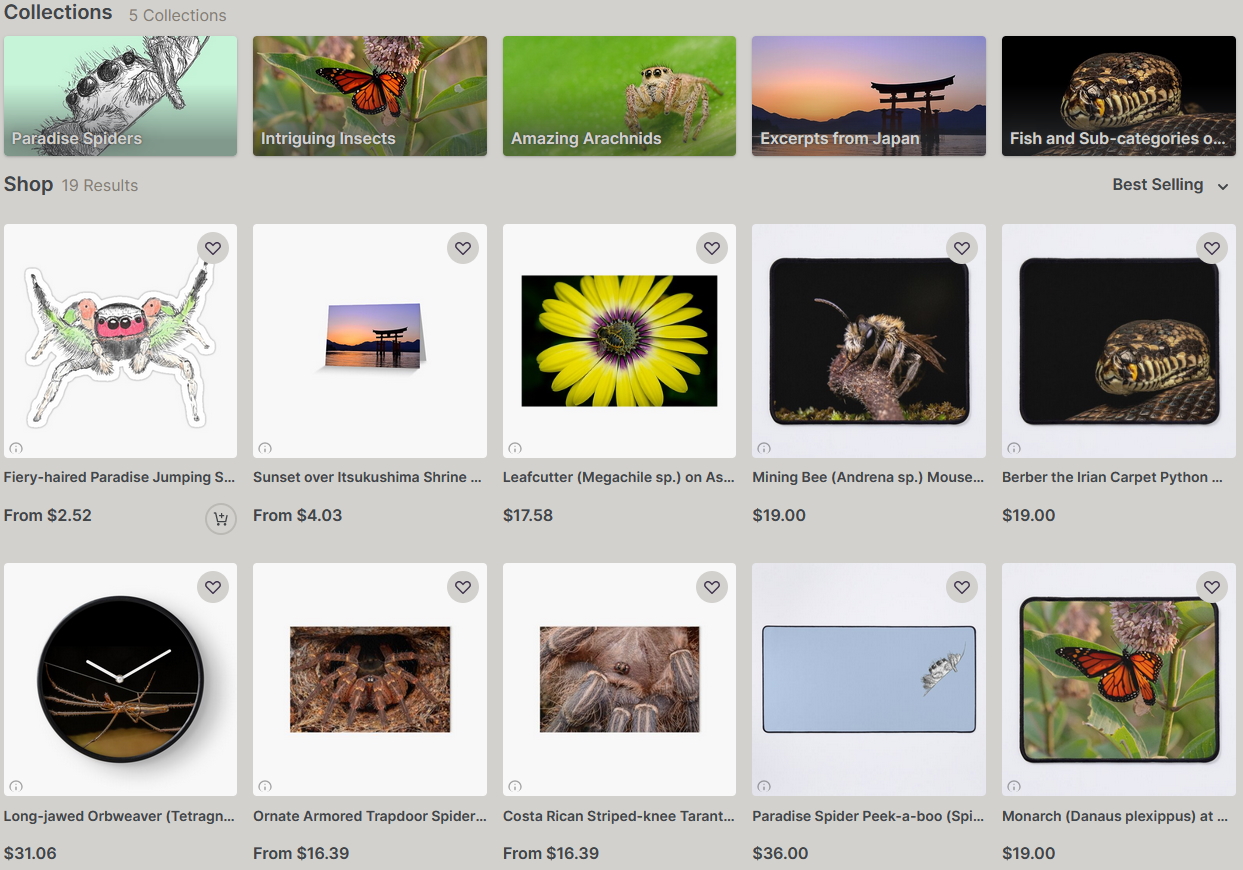 Collections 5 Collections
Paradise Spiders
Intriguing Insects
Amazing Arachnids
Excerpts from Japan
Fish and Sub-categories o...
Shop 19 Results
Best Selling
Fiery-haired Paradise Jumping S...
Sunset over Itsukushima Shrine ...
Leafcutter (Megachile sp.) on As...
Mining Bee (Andrena sp.) Mouse...
Berber the Irian Carpet Python ...
From $2.52
From $4.03
$17.58
$19.00
$19.00
Long-jawed Orbweaver (Tetragn...
Ornate Armored Trapdoor Spider...
Costa Rican Striped-knee Tarant...
Paradise Spider Peek-a-boo (Spi...
Monarch (Danaus plexippus) at ...
$31.06
From $16.39
From $16.39
$36.00
$19.00